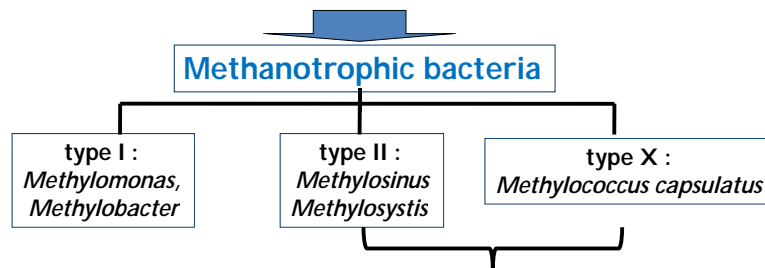 Methanotrophic bacteria
type I :
Methylomonas,
Methylobacter
type II :
Methylosinus
Methylosystis
type X :
Methylococcus capsulatus